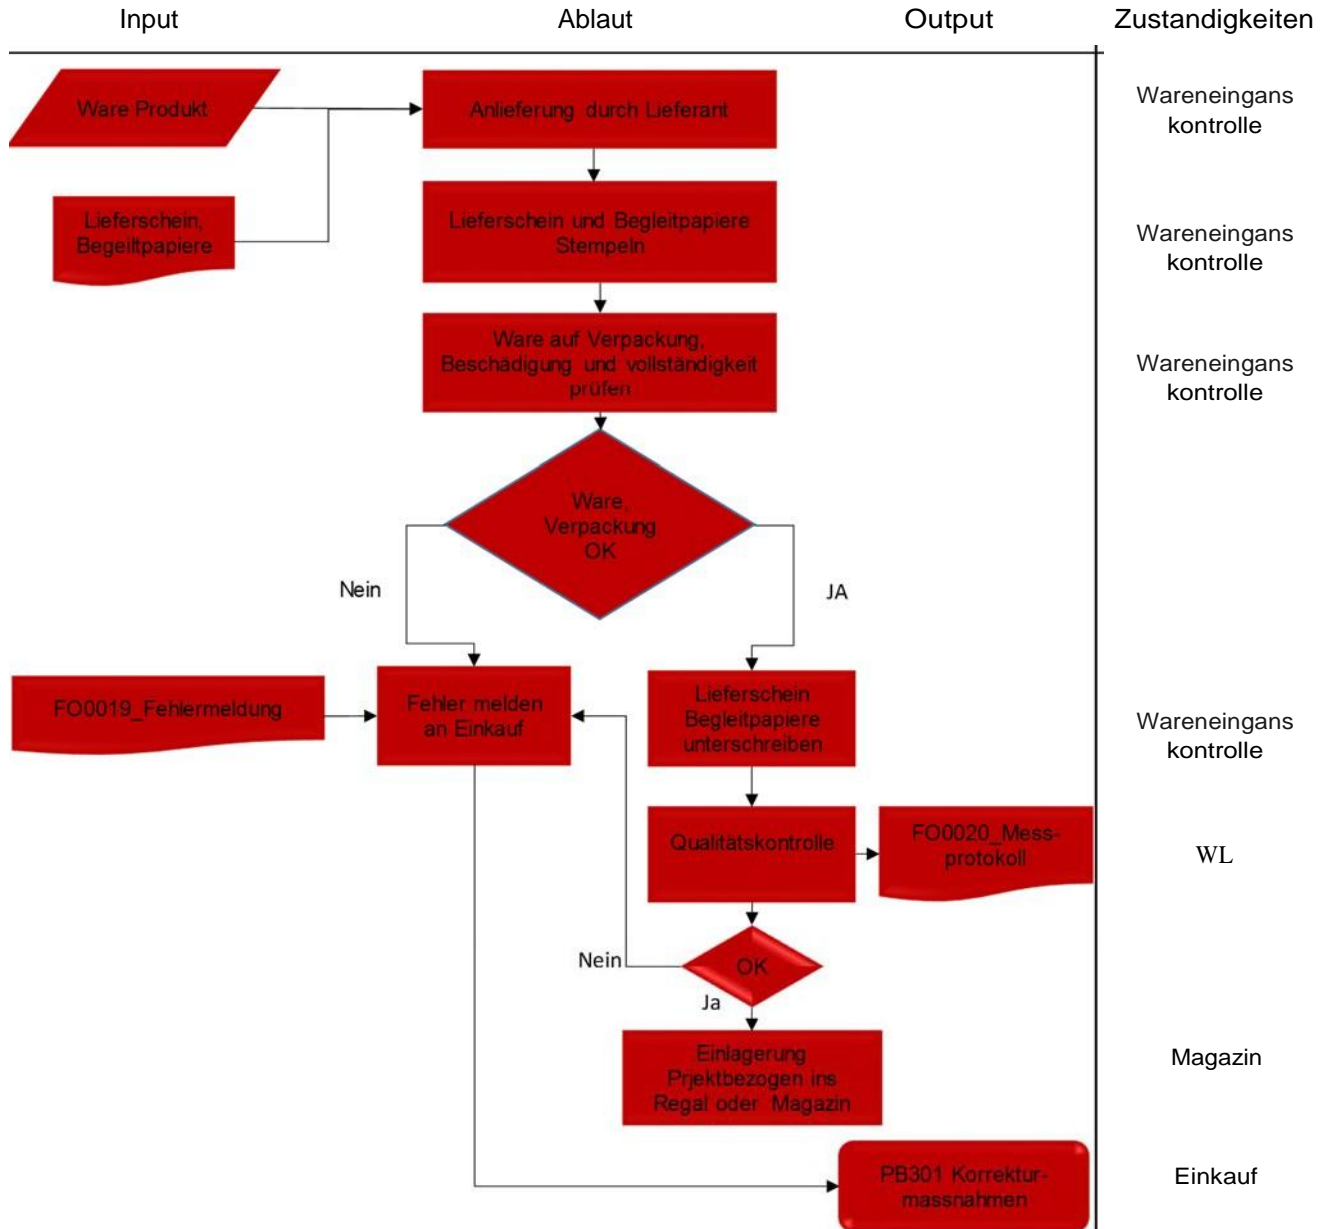 Input
Ablaut
Output
Zustandigkeiten
Ware Produkt
Anlieferung durch Lieferant
Wareneingans
kontrolle
Lieferschein,
Begeiltpapiere
Lieferschein und Begleitpapiere
Stempeln
Wareneingans
kontrolle
Ware auf Verpackung,
Beschädigung und vollständigkeit
prüfen
Wareneingans
kontrolle
Ware,
Verpackung
OK
Nein
JA
FO0019_Fehlermeldung
Fehler melden
an Einkauf
Lieferschein
Begleitpapiere
unterschreiben
Wareneingans
kontrolle
Qualitätskontrolle
FO0020_Mess-
protokoll
WL
Nein
OK
Ja
Einlagerung
Prjektbezogen ins
Regal oder Magazin
Magazin
PB301 Korrektur-
massnahmen
Einkauf